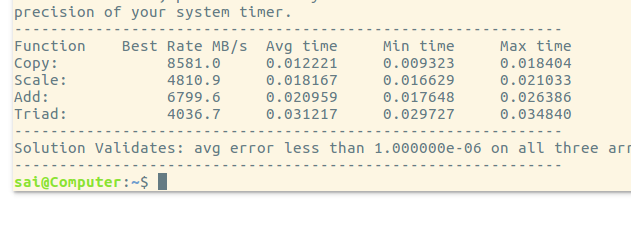 precision of your system timer.
-------------------------------------------------------------
Function    Best Rate MB/s  Avg time     Min time     Max time
Copy:            8581.0     0.012221     0.009323     0.018404
Scale:           4810.9     0.018167     0.016629     0.021033
Add:             6799.6     0.020959     0.017648     0.026386
Triad:           4036.7     0.031217     0.029727     0.034840
-------------------------------------------------------------
Solution Validates: avg error less than 1.000000e-06 on all three arr
-------------------------------------------------------------
sai@Computer:~$